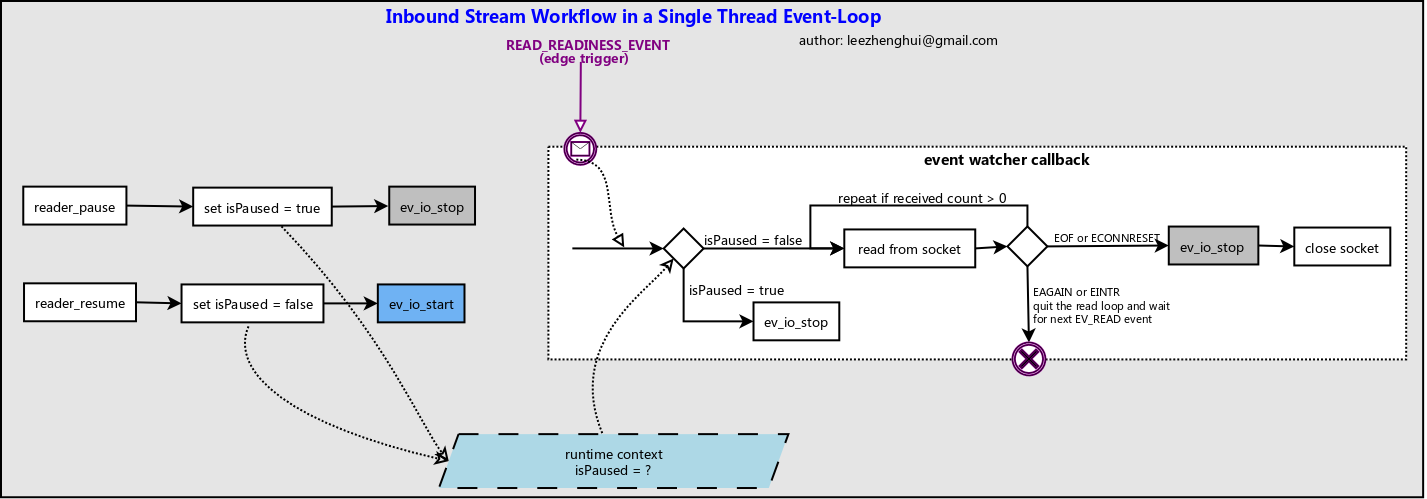 Inbound Stream Workflow in a Single Thread Event-Loop
author: leezhenghui@gmail.com
READ_READINESS_EVENT
(edge trigger)
event watcher callback
reader_pause
set isPaused = true
ev_io_stop
reader_resume
set isPaused = false
ev_io_start
repeat if received count > 0
isPaused = false
read from socket
EOF or ECONNRESET
ev_io_stop
close socket
isPaused = true
ev_io_stop
EAGAIN or EINTR
quit the read loop and wait
for next EV_READ event
runtime context
isPaused = ?